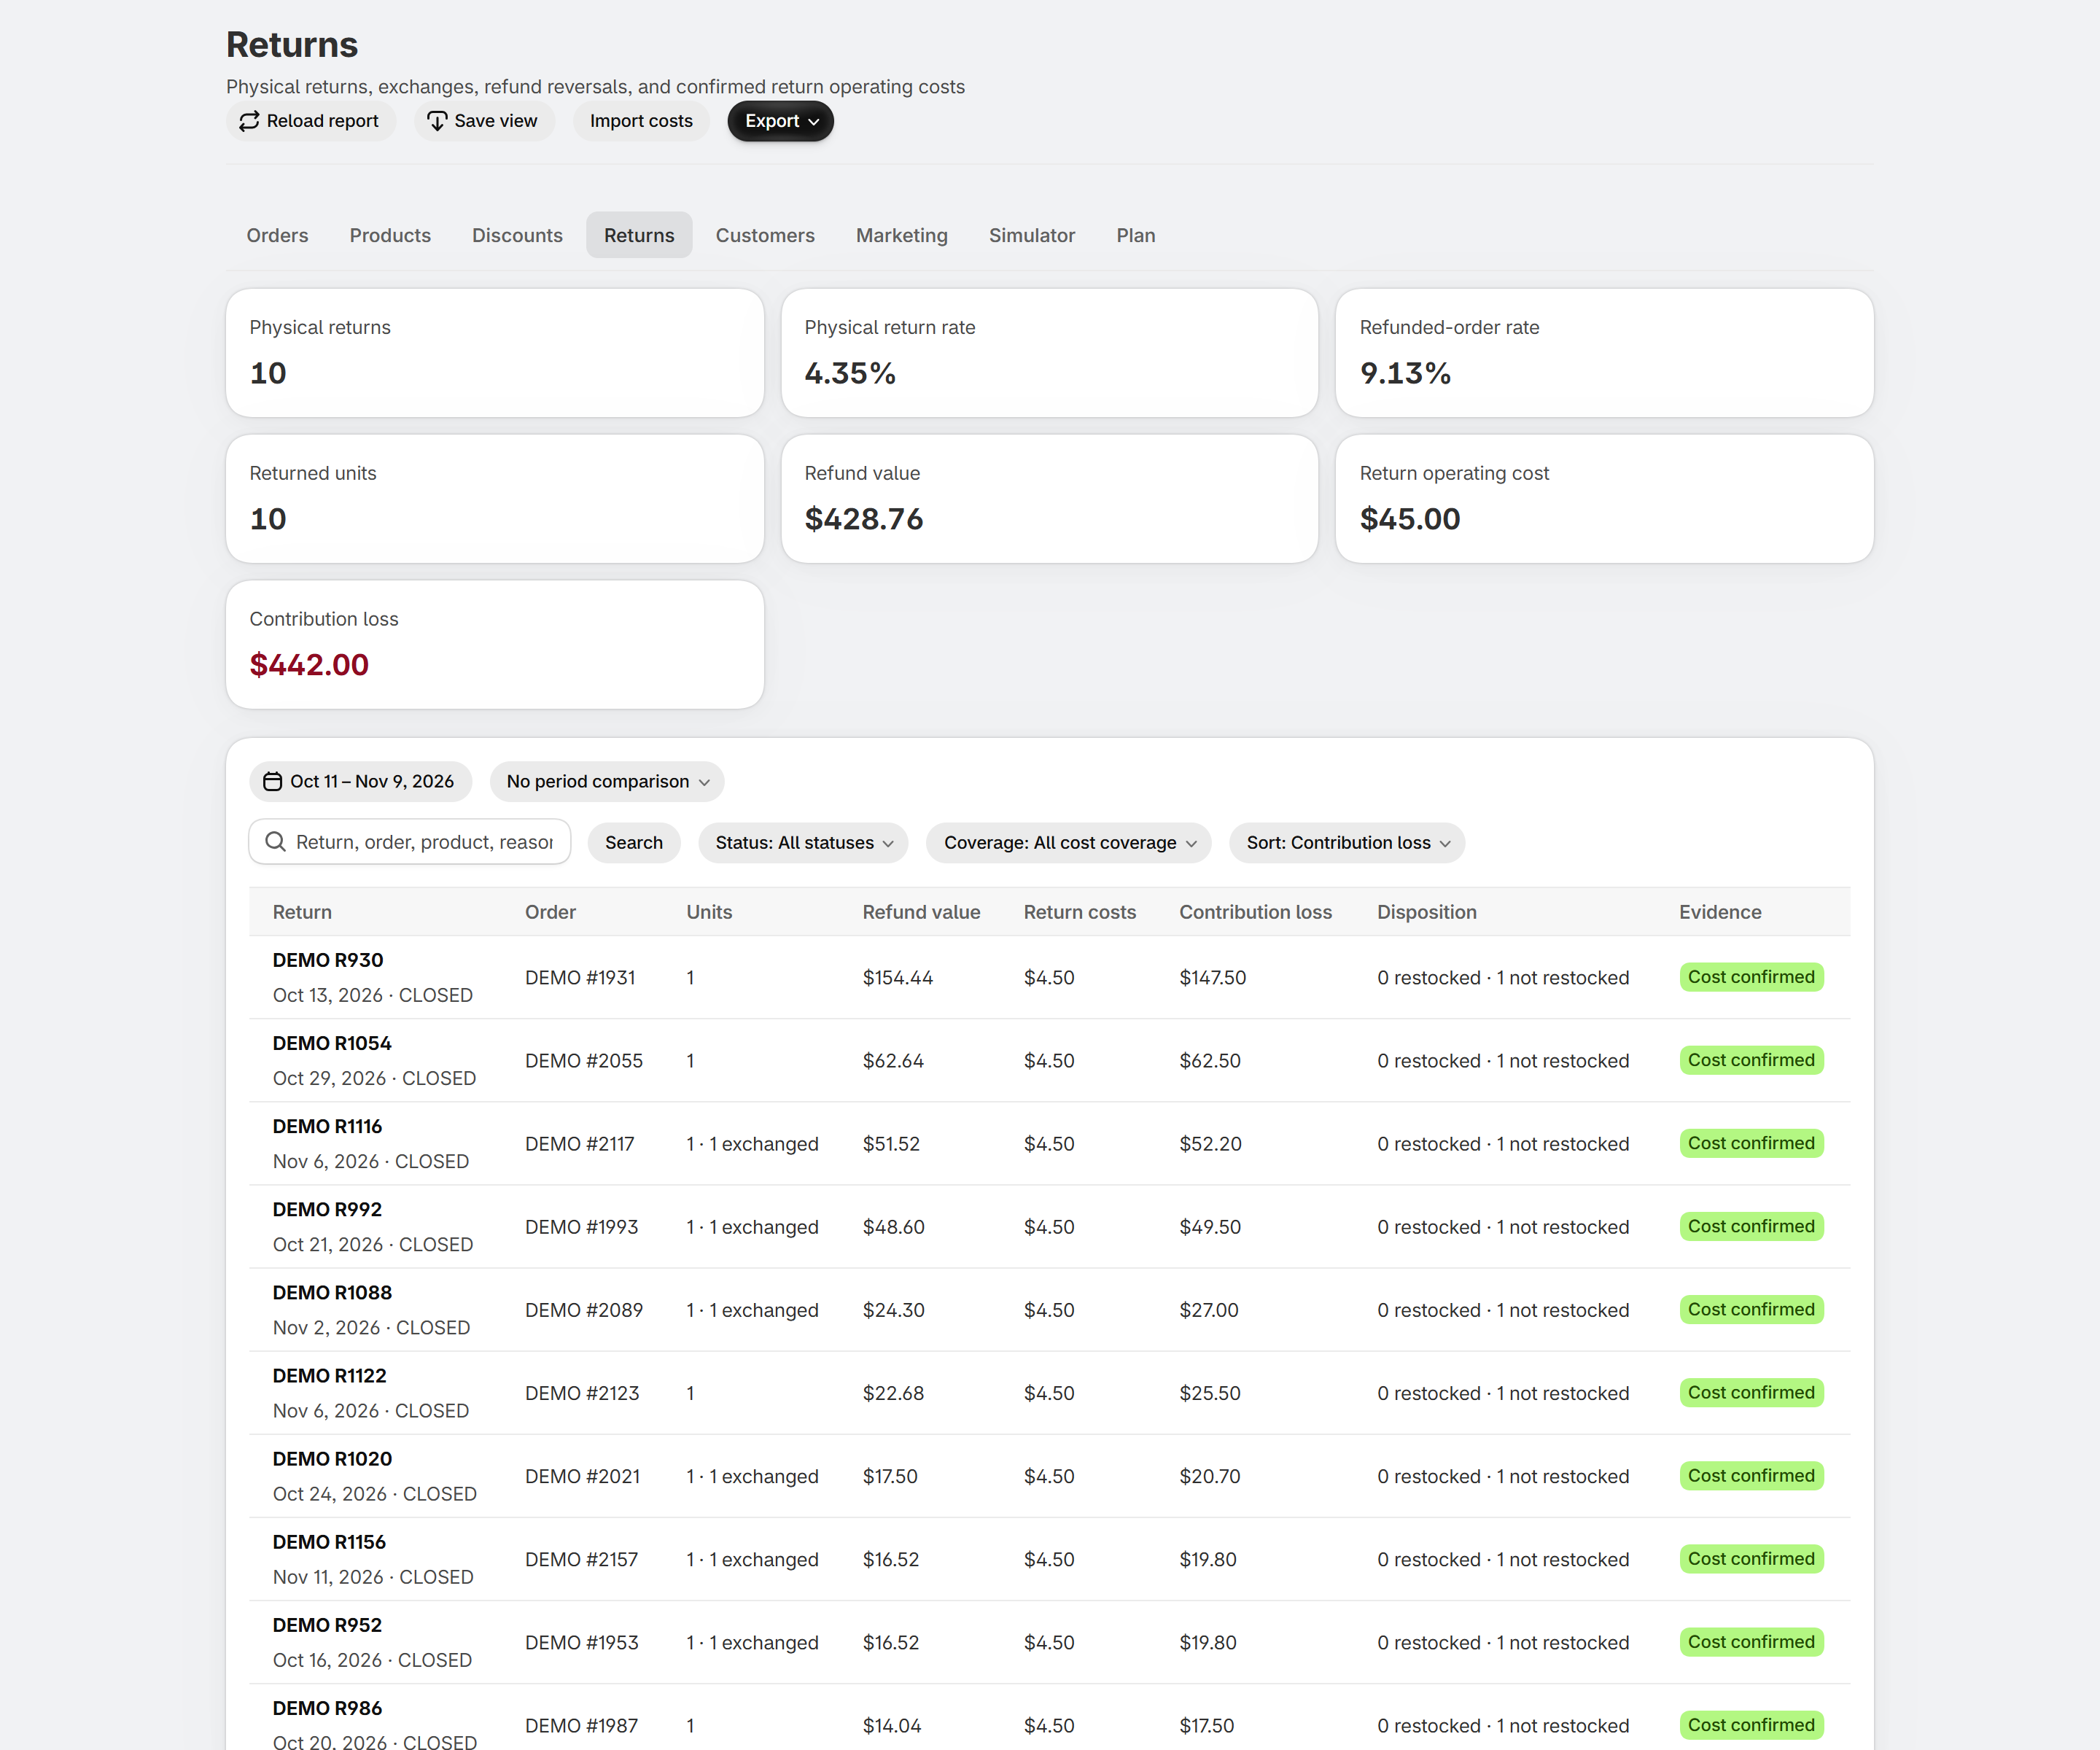 Returns
Physical returns, exchanges, refund reversals, and confirmed return operating costs
Reload report Save view Import costs Export
Orders Products Discounts Returns Customers Marketing Simulator Plan
Physical returns Physical return rate Refunded-order rate
10 4.35% 9.13%
Returned units Refund value Return operating cost
10 $428.76 $45.00
Contribution loss
$442.00
Oct 11 – Nov 9, 2026 No period comparison
Return, order, product, reason Search Status: All statuses Coverage: All cost coverage Sort: Contribution loss
Return Order Units Refund value Return costs Contribution loss Disposition Evidence
DEMO R930
Oct 13, 2026 · CLOSED DEMO #1931 1 $154.44 $4.50 $147.50 0 restocked · 1 not restocked Cost confirmed
DEMO R1054
Oct 29, 2026 · CLOSED DEMO #2055 1 $62.64 $4.50 $62.50 0 restocked · 1 not restocked Cost confirmed
DEMO R1116
Nov 6, 2026 · CLOSED DEMO #2117 1 · 1 exchanged $51.52 $4.50 $52.20 0 restocked · 1 not restocked Cost confirmed
DEMO R992
Oct 21, 2026 · CLOSED DEMO #1993 1 · 1 exchanged $48.60 $4.50 $49.50 0 restocked · 1 not restocked Cost confirmed
DEMO R1088
Nov 2, 2026 · CLOSED DEMO #2089 1 · 1 exchanged $24.30 $4.50 $27.00 0 restocked · 1 not restocked Cost confirmed
DEMO R1122
Nov 6, 2026 · CLOSED DEMO #2123 1 $22.68 $4.50 $25.50 0 restocked · 1 not restocked Cost confirmed
DEMO R1020
Oct 24, 2026 · CLOSED DEMO #2021 1 · 1 exchanged $17.50 $4.50 $20.70 0 restocked · 1 not restocked Cost confirmed
DEMO R1156
Nov 11, 2026 · CLOSED DEMO #2157 1 · 1 exchanged $16.52 $4.50 $19.80 0 restocked · 1 not restocked Cost confirmed
DEMO R952
Oct 16, 2026 · CLOSED DEMO #1953 1 · 1 exchanged $16.52 $4.50 $19.80 0 restocked · 1 not restocked Cost confirmed
DEMO R986
Oct 20, 2026 · CLOSED DEMO #1987 1 $14.04 $4.50 $17.50 0 restocked · 1 not restocked Cost confirmed